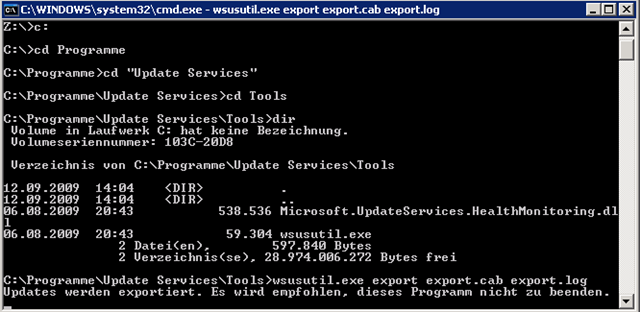 C:\WINDOWS\system32\cmd.exe - wsusutil.exe export export.cab export.log
Z:\>c:
C:\>cd Programme
C:\Programme>cd "Update Services"
C:\Programme\Update Services>cd Tools
C:\Programme\Update Services\Tools>dir
Volume in Laufwerk C: hat keine Bezeichnung.
Volumeseriennummer: 103C-20D8
Verzeichnis von C:\Programme\Update Services\Tools
12.09.2009  14:04    <DIR>          .
12.09.2009  14:04    <DIR>          ..
06.08.2009  20:43           538.536 Microsoft.UpdateServices.HealthMonitoring.dl
l
06.08.2009  20:43            59.304 wsusutil.exe
2 Datei(en),        597.840 Bytes
2 Verzeichnis(se), 28.974.006.272 Bytes frei
C:\Programme\Update Services\Tools>wsusutil.exe export export.cab export.log
Updates werden exportiert. Es wird empfohlen, dieses Programm nicht zu beenden.